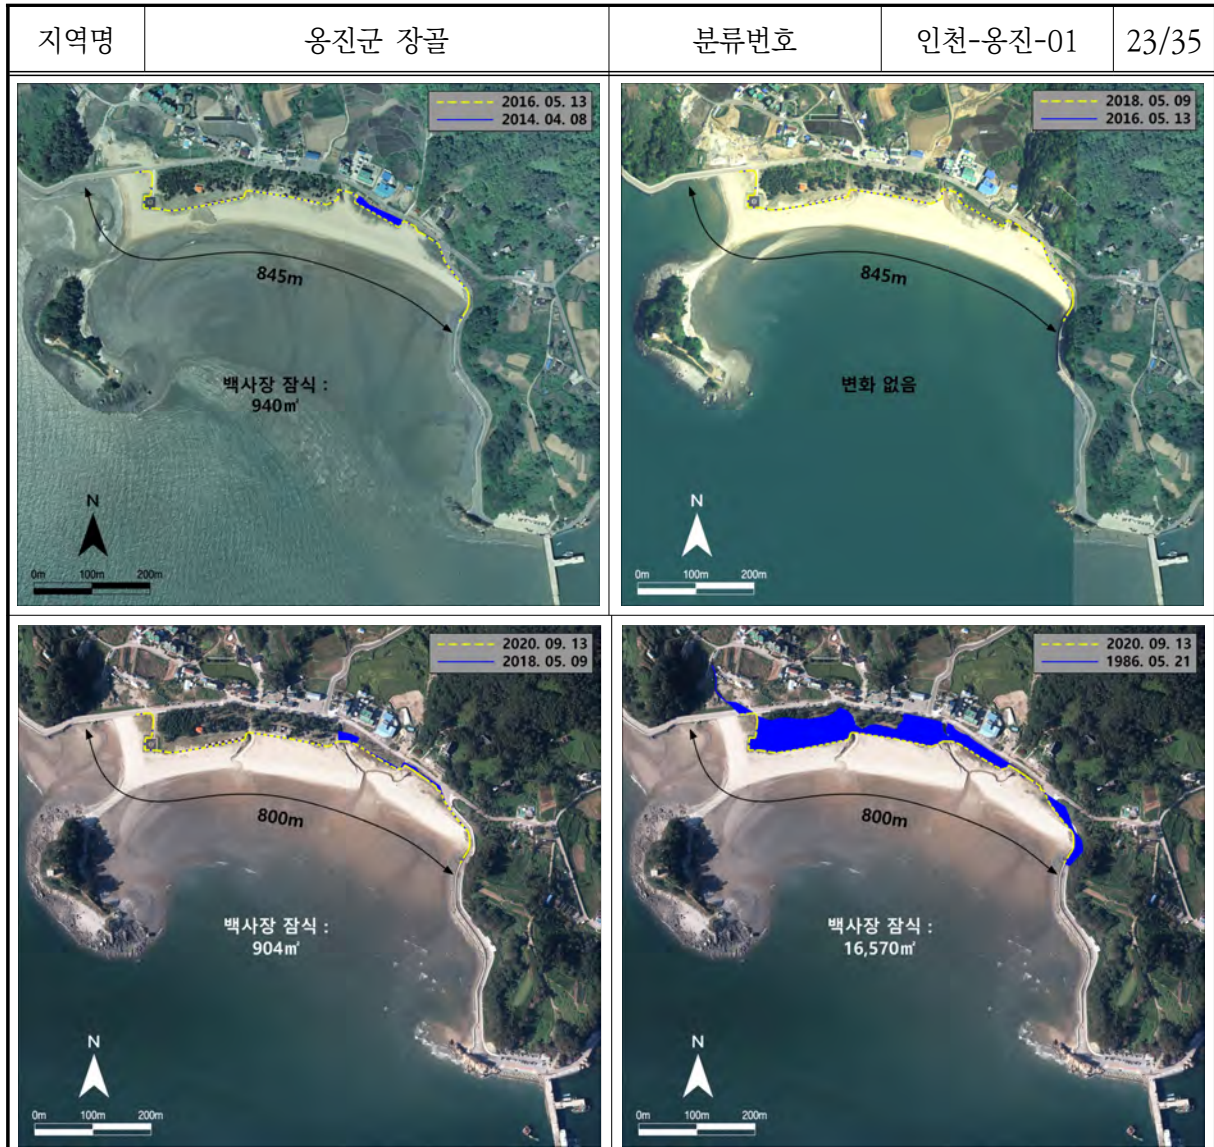 지역명 옹진군 장골 분류번호 인천-옹진-01 23/35
2016. 05. 13
2014. 04. 08
845m
백사장 잠식 :
940㎡
N
0m 100m 200m
2018. 05. 09
2016. 05. 13
845m
변화 없음
N
0m 100m 200m
2020. 09. 13
2018. 05. 09
800m
백사장 잠식 :
904㎡
N
0m 100m 200m
2020. 09. 13
1986. 05. 21
800m
백사장 잠식 :
16,570㎡
N
0m 100m 200m